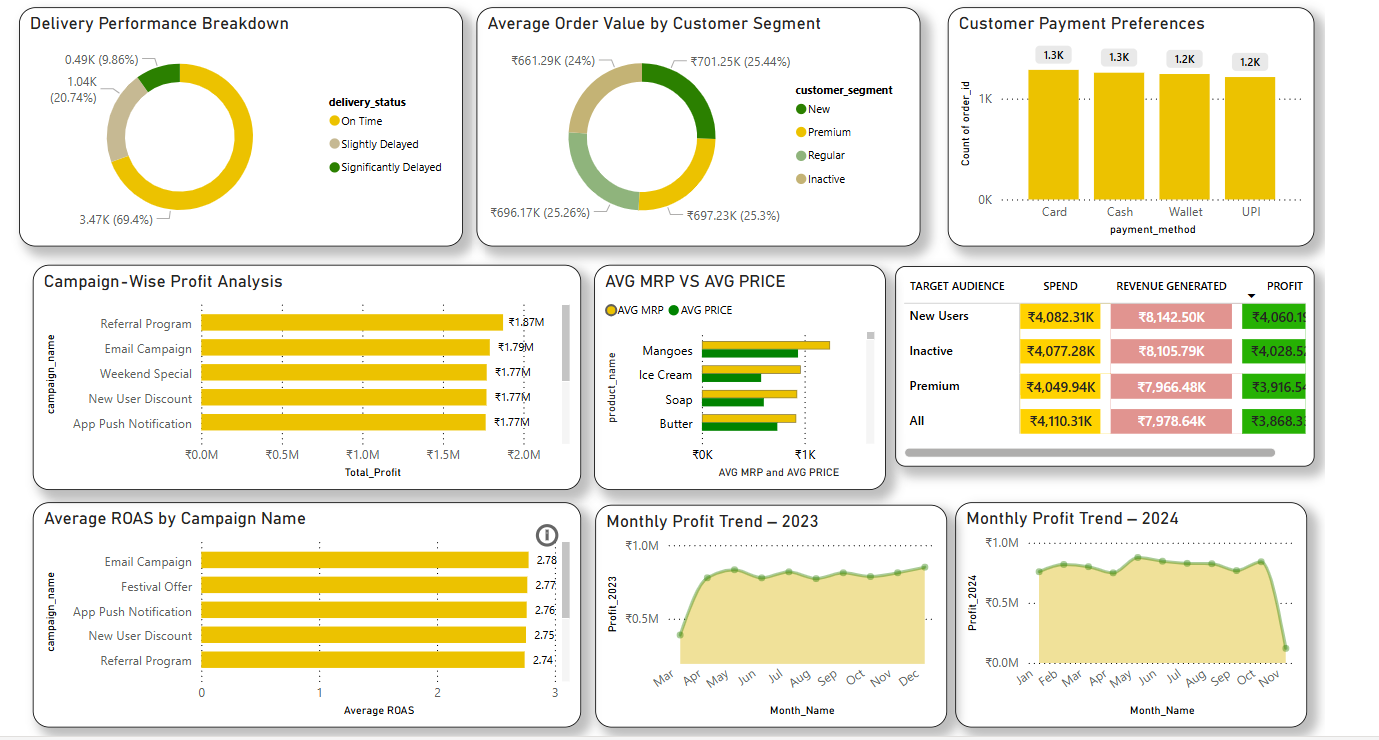 Delivery Performance Breakdown
0.49K (9.86%)
1.04K
(20.74%)
3.47K (69.4%)
delivery_status
On Time
Slightly Delayed
Significantly Delayed
Average Order Value by Customer Segment
₹661.29K (24%)
₹701.25K (25.44%)
₹696.17K (25.26%)
₹697.23K (25.3%)
customer_segment
New
Premium
Regular
Inactive
Customer Payment Preferences
Count of order_id
1K
0K
1.3K
1.3K
1.2K
1.2K
Card
Cash
Wallet
UPI
payment_method
Campaign-Wise Profit Analysis
campaign_name
Referral Program ₹1.87M
Email Campaign ₹1.79M
Weekend Special ₹1.77M
New User Discount ₹1.77M
App Push Notification ₹1.77M
₹0.0M ₹0.5M ₹1.0M ₹1.5M ₹2.0M
Total_Profit
AVG MRP VS AVG PRICE
AVG MRP AVG PRICE
product_name
Mangoes
Ice Cream
Soap
Butter
₹0K ₹1K
AVG MRP and AVG PRICE
TARGET AUDIENCE SPEND REVENUE GENERATED PROFIT
New Users ₹4,082.31K ₹8,142.50K ₹4,060.19
Inactive ₹4,077.28K ₹8,105.79K ₹4,028.5
Premium ₹4,049.94K ₹7,966.48K ₹3,916.54
All ₹4,110.31K ₹7,978.64K ₹3,868.3
Average ROAS by Campaign Name
campaign_name
Email Campaign 2.78
Festival Offer 2.77
App Push Notification 2.76
New User Discount 2.75
Referral Program 2.74
0 1 2 3
Average ROAS
Monthly Profit Trend – 2023
Profit_2023
₹1.0M
₹0.5M
Mar Apr May Jun Jul Aug Sep Oct Nov Dec
Month_Name
Monthly Profit Trend – 2024
Profit_2024
₹1.0M
₹0.5M
₹0.0M
Jan Feb Mar Apr May Jun Jul Aug Sep Oct Nov
Month_Name